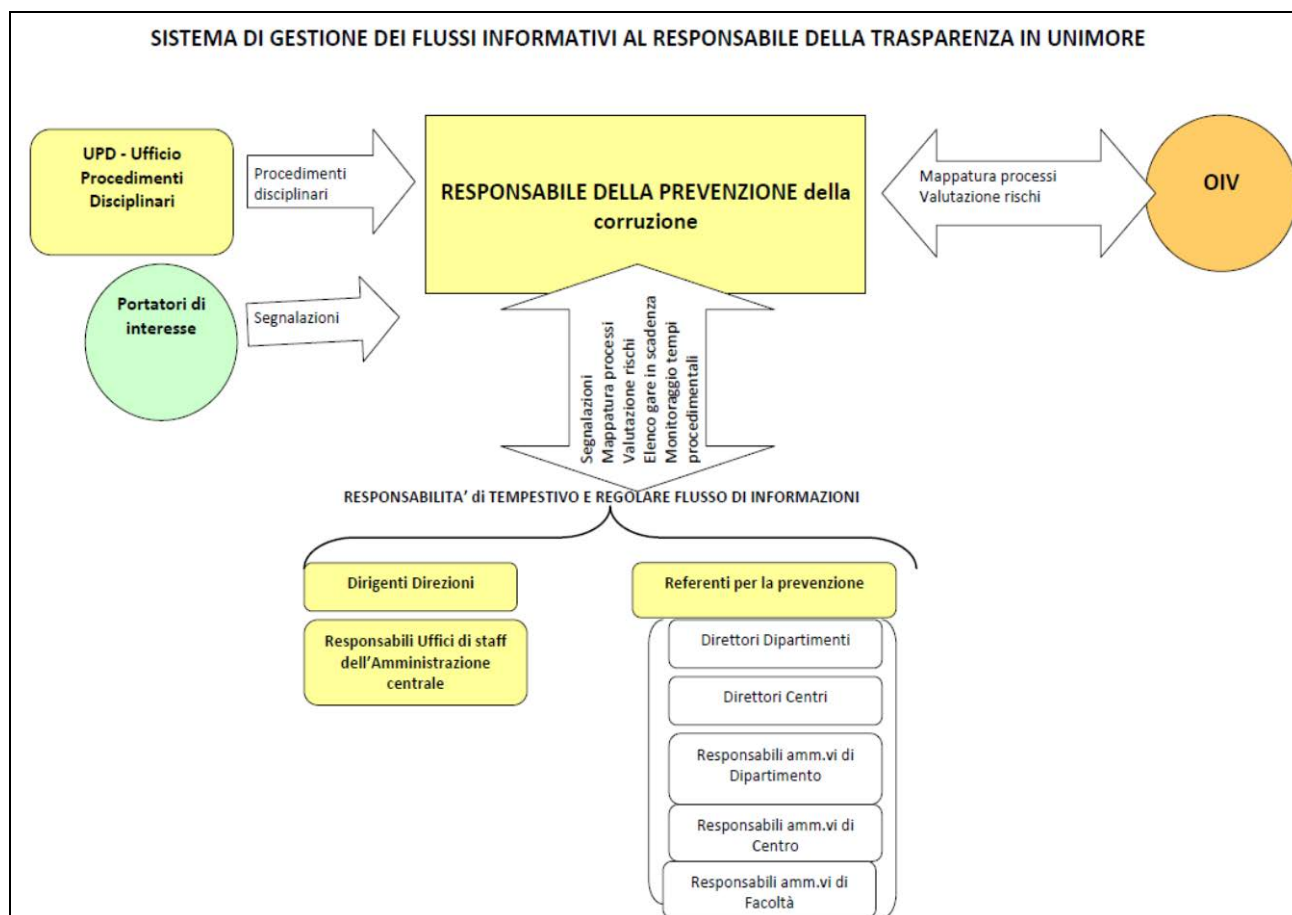 SISTEMA DI GESTIONE DEI FLUSSI INFORMATIVI AL RESPONSABILE DELLA TRASPARENZA IN UNIMORE
UPD - Ufficio
Procedimenti
Disciplinari
Procedimenti
disciplinari
RESPONSABILE DELLA PREVENZIONE della
corruzione
Mappatura processi
Valutazione rischi
OIV
Portatori di
interesse
Segnalazioni
Segnalazioni
Mappatura processi
Valutazione rischi
Elenco gare in scadenza
Monitoraggio tempi
procedimentali
RESPONSABILITA' di TEMPESTIVO E REGOLARE FLUSSO DI INFORMAZIONI
Dirigenti Direzioni
Responsabili Uffici di staff
dell'Amministrazione
centrale
Referenti per la prevenzione
Direttori Dipartimenti
Direttori Centri
Responsabili amm.vi di
Dipartimento
Responsabili amm.vi di
Centro
Responsabili amm.vi di
Facoltà